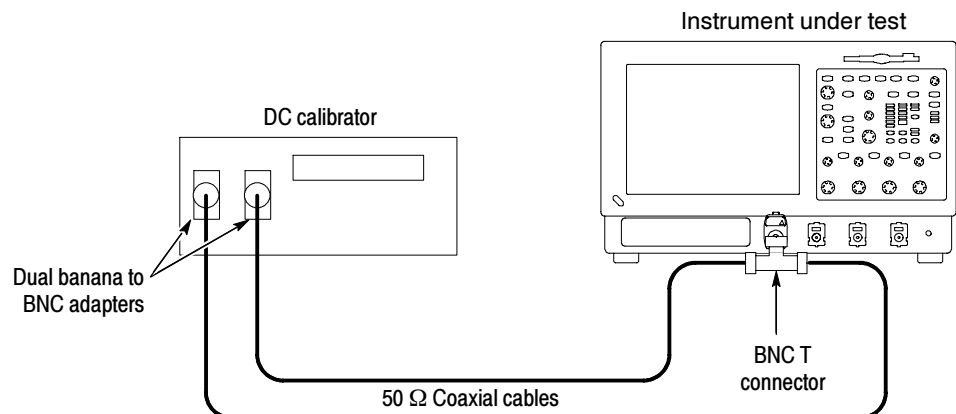 Instrument under test
DC calibrator
Dual banana to
BNC adapters
BNC T
connector
50 Ω Coaxial cables